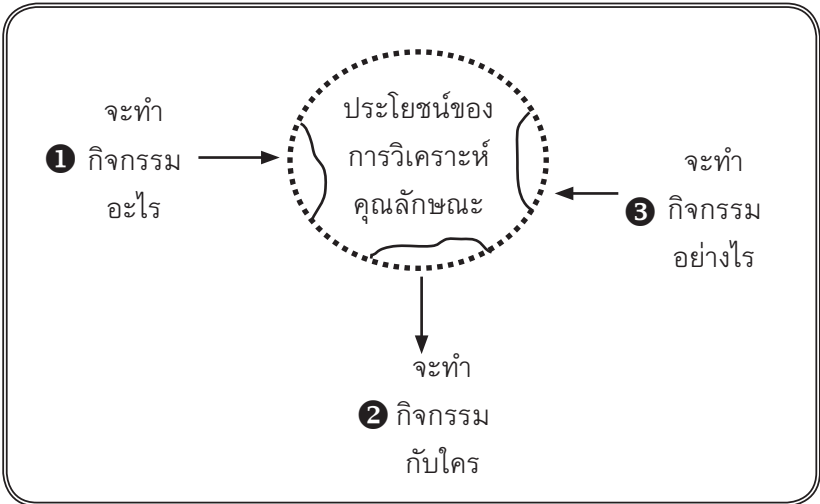 ประโยชน์ของ
การวิเคราะห์
คุณลักษณะ
จะทำ
❶ กิจกรรม
อะไร
จะทำ
❷ กิจกรรม
กับใคร
จะทำ
❸ กิจกรรม
อย่างไร